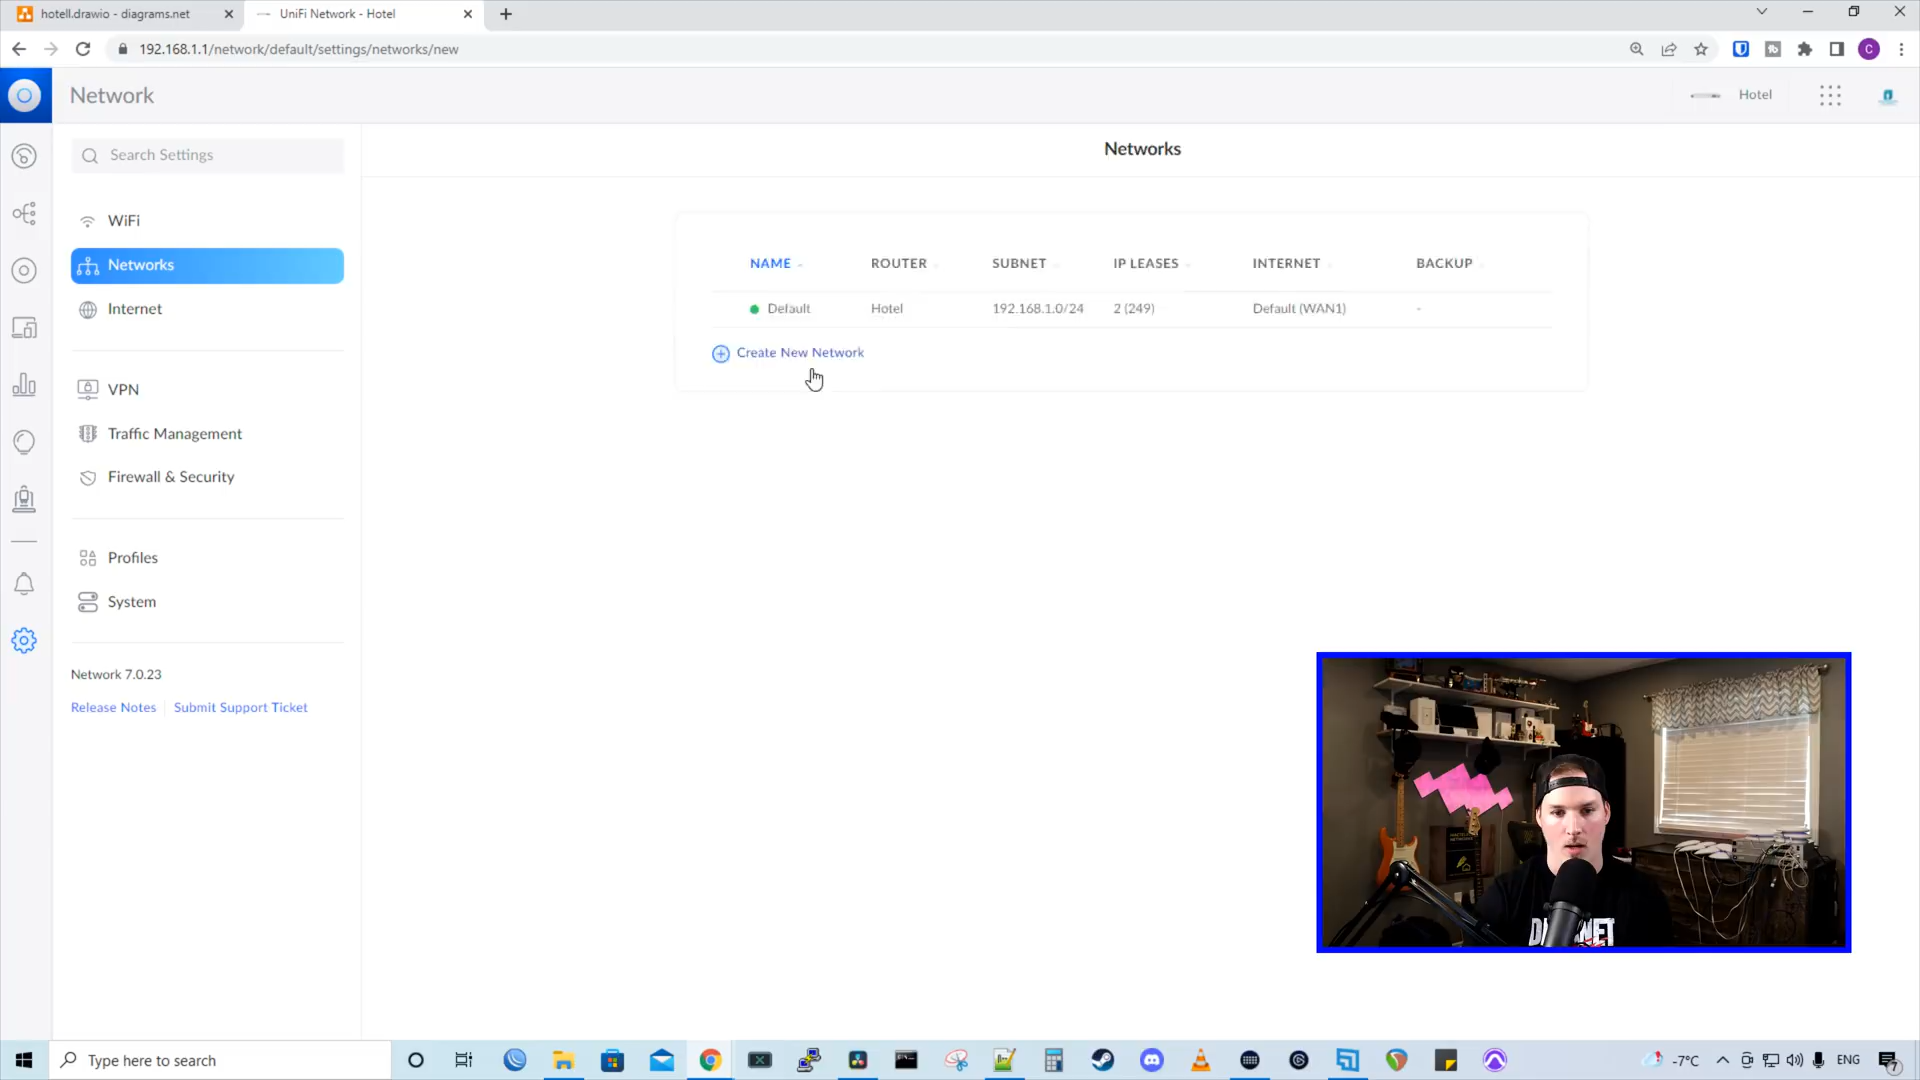 hotell.drawio - diagrams.net
UniFi Network - Hotel
192.168.1.1/network/default/settings/networks/new
Network
Hotel
Search Settings
WiFi
Networks
Internet
VPN
Traffic Management
Firewall & Security
Profiles
System
Network 7.0.23
Release Notes
Submit Support Ticket
Networks
NAME ROUTER SUBNET IP LEASES INTERNET BACKUP
Default Hotel 192.168.1.0/24 2 (249) Default (WAN1) -
Create New Network
Type here to search
-7°C
ENG
7